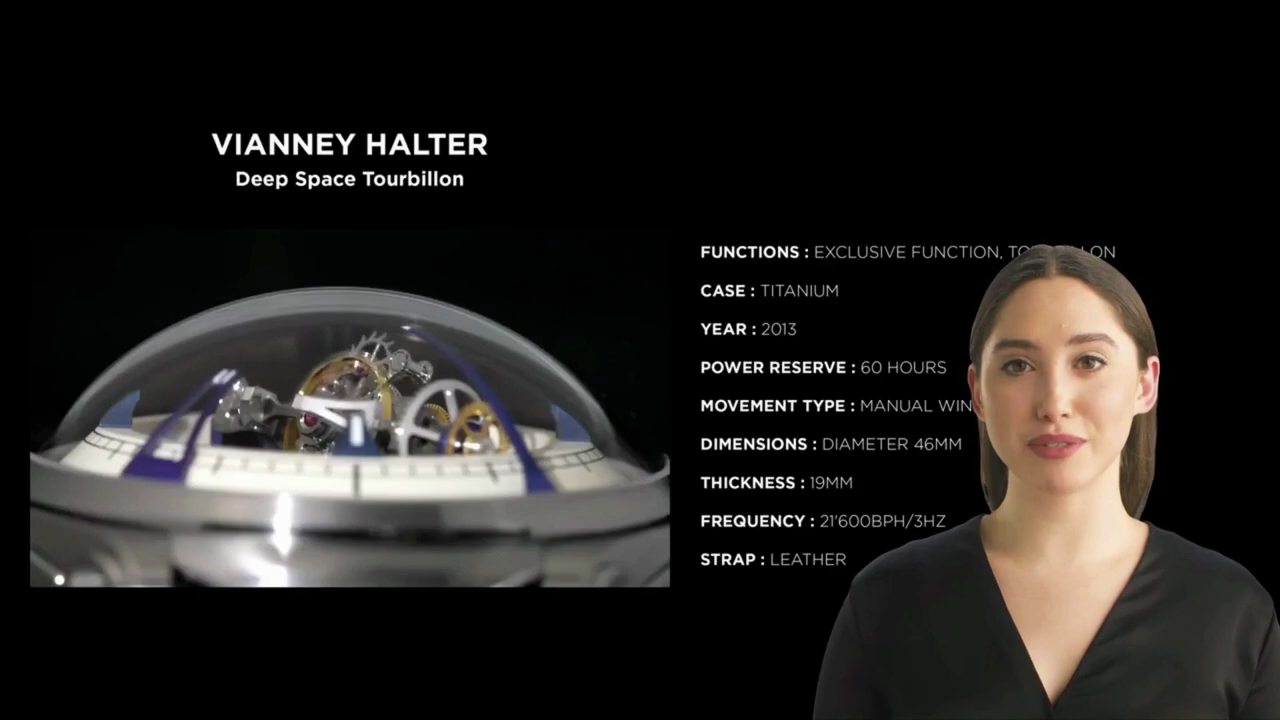 VIANNEY HALTER
Deep Space Tourbillon
FUNCTIONS : EXCLUSIVE FUNCTION,
CASE : TITANIUM
YEAR : 2013
POWER RESERVE : 60 HOURS
MOVEMENT TYPE : MANUAL
DIMENSIONS : DIAMETER 46MM
THICKNESS : 19MM
FREQUENCY : 21'600BPH/3HZ
STRAP : LEATHER